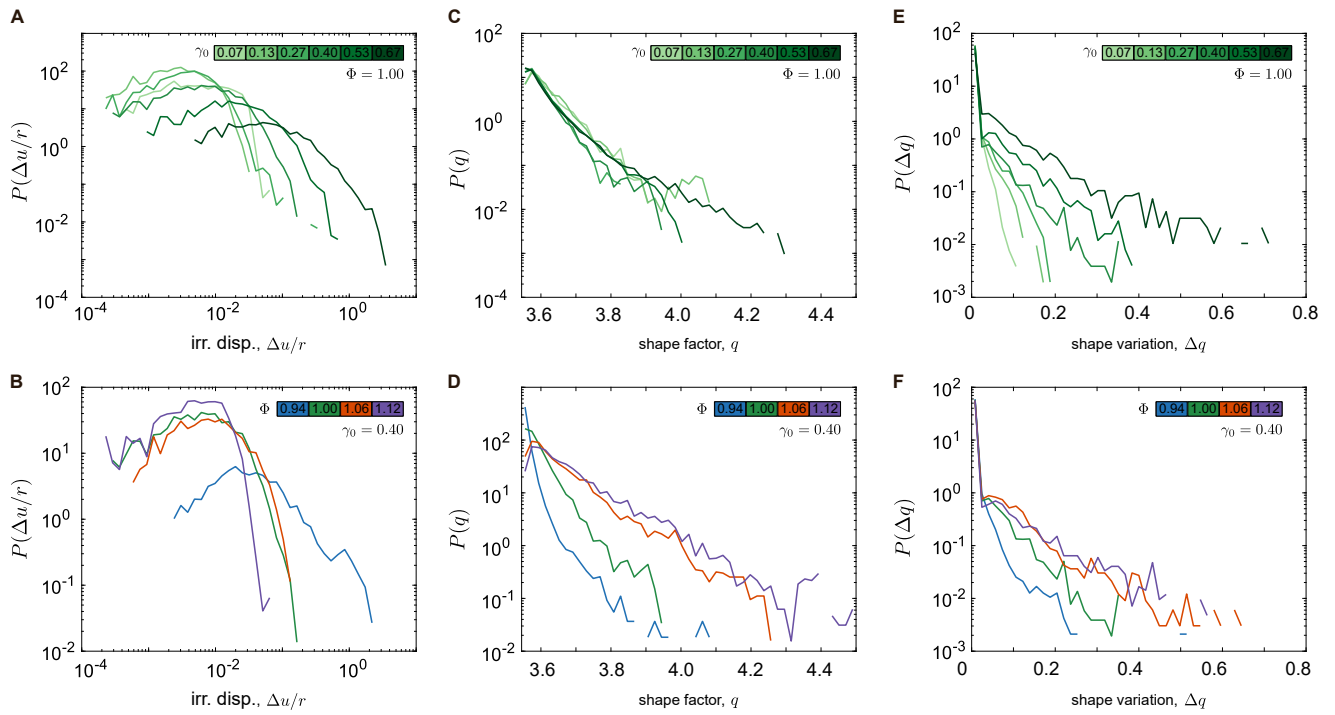 A
γ0 0.07 0.13 0.27 0.40 0.53 0.67
Φ = 1.00
P(Δu/r)
10^2
10^0
10^-2
10^-4
10^-4
10^-2
10^0
irr. disp., Δu/r
C
γ0 0.07 0.13 0.27 0.40 0.53 0.67
Φ = 1.00
P(q)
10^2
10^0
10^-2
10^-4
3.6 3.8 4.0 4.2 4.4
shape factor, q
E
γ0 0.07 0.13 0.27 0.40 0.53 0.67
Φ = 1.00
P(Δq)
10^2
10^1
10^0
10^-1
10^-2
10^-3
0 0.2 0.4 0.6 0.8
shape variation, Δq
B
Φ 0.94 1.00 1.06 1.12
γ0 = 0.40
P(Δu/r)
10^2
10^1
10^0
10^-1
10^-2
10^-4
10^-2
10^0
irr. disp., Δu/r
D
Φ 0.94 1.00 1.06 1.12
γ0 = 0.40
P(q)
10^2
10^1
10^0
10^-1
10^-2
3.6 3.8 4.0 4.2 4.4
shape factor, q
F
Φ 0.94 1.00 1.06 1.12
γ0 = 0.40
P(Δq)
10^2
10^1
10^0
10^-1
10^-2
10^-3
0 0.2 0.4 0.6 0.8
shape variation, Δq